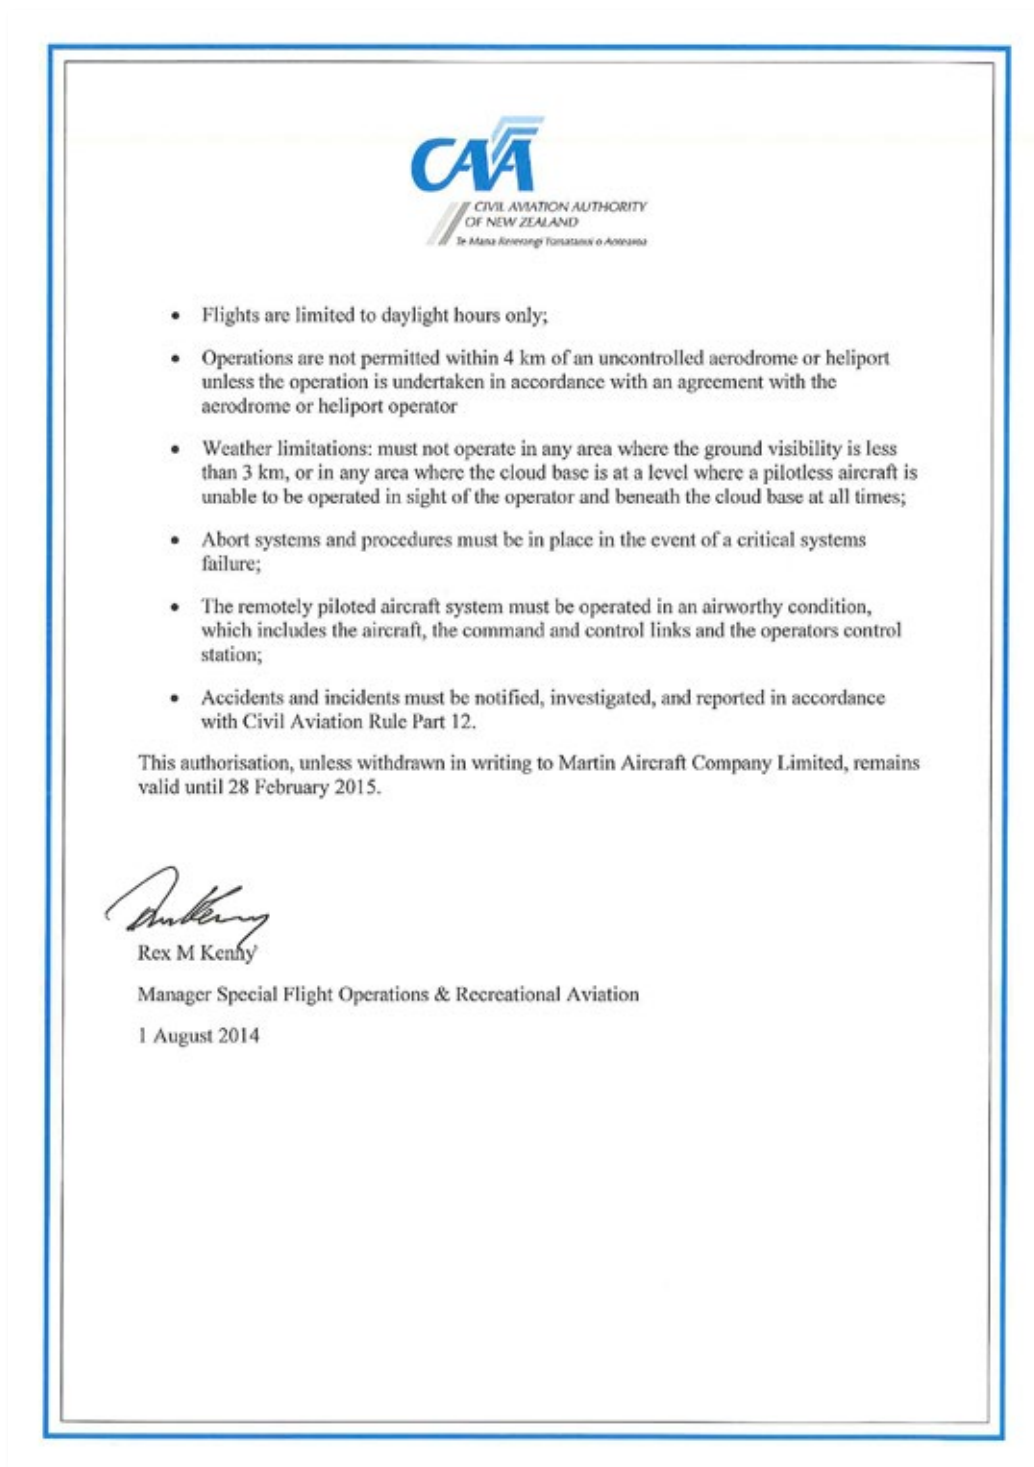 CAA
CIVIL AVIATION AUTHORITY
OF NEW ZEALAND
Te Mana Rererangi Tumatanui o Aotearoa
• Flights are limited to daylight hours only;
• Operations are not permitted within 4 km of an uncontrolled aerodrome or heliport
unless the operation is undertaken in accordance with an agreement with the
aerodrome or heliport operator
• Weather limitations: must not operate in any area where the ground visibility is less
than 3 km, or in any area where the cloud base is at a level where a pilotless aircraft is
unable to be operated in sight of the operator and beneath the cloud base at all times;
• Abort systems and procedures must be in place in the event of a critical systems
failure;
• The remotely piloted aircraft system must be operated in an airworthy condition,
which includes the aircraft, the command and control links and the operators control
station;
• Accidents and incidents must be notified, investigated, and reported in accordance
with Civil Aviation Rule Part 12.
This authorisation, unless withdrawn in writing to Martin Aircraft Company Limited, remains
valid until 28 February 2015.
Rex M Kenny
Manager Special Flight Operations & Recreational Aviation
1 August 2014